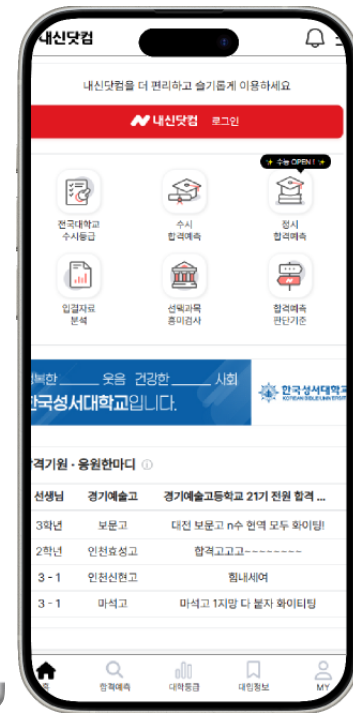 내신닷컴
내신닷컴을 더 편리하고 슬기롭게 이용하세요
내신닷컴 로그인
수능 OPEN !
전국대학교
수시등급
수시
합격예측
정시
합격예측
입결자료
분석
선택과목
흥미검사
합격예측
판단기준
웃음 건강한 사회
한국성서대학교입니다.
한국성서대학교
KOREAN BIBLE UNIVERSITY
합격기원 · 응원한마디
선생님 경기예술고 경기예술고등학교 21기 전원 합격 ...
3학년 보문고 대전 보문고 n수 현역 모두 화이팅!
2학년 인천효성고 합격고고고~~~~~~~~
3 - 1 인천신현고 힘내세여
3 - 1 마석고 마석고 1지망 다 붙자 화이티팅
홈 합격예측 대학등급 대입정보 MY